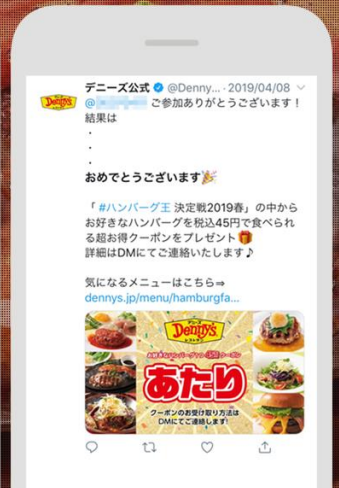 デニーズ公式 @Denny... · 2019/04/08
@ ご参加ありがとうございます！
結果は
・
・
・
おめでとうございます🎉
「 #ハンバーグ王 決定戦2019春」の中から
お好きなハンバーグを税込45円で食べられ
る超お得クーポンをプレゼント🎁
詳細はDMにてご連絡いたします♪
気になるメニューはこちら⇒
dennys.jp/menu/hamburgfa...
Denny's
レストラン
あたり
クーポンのお受け取り方法は
DMにてご連絡します!